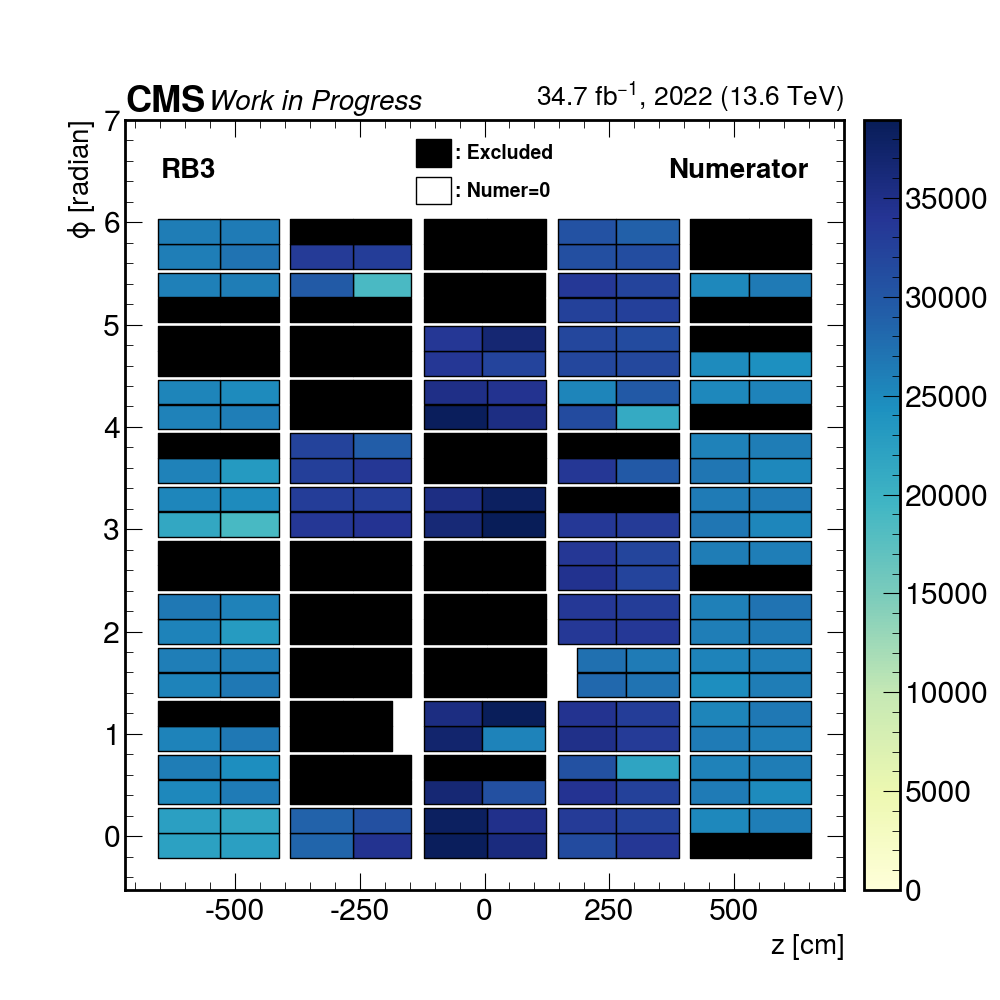 CMS Work in Progress
34.7 fb⁻¹, 2022 (13.6 TeV)
RB3
: Excluded
: Numer=0
Numerator
ϕ [radian]
7
6
5
4
3
2
1
0
-500
-250
0
250
500
z [cm]
35000
30000
25000
20000
15000
10000
5000
0